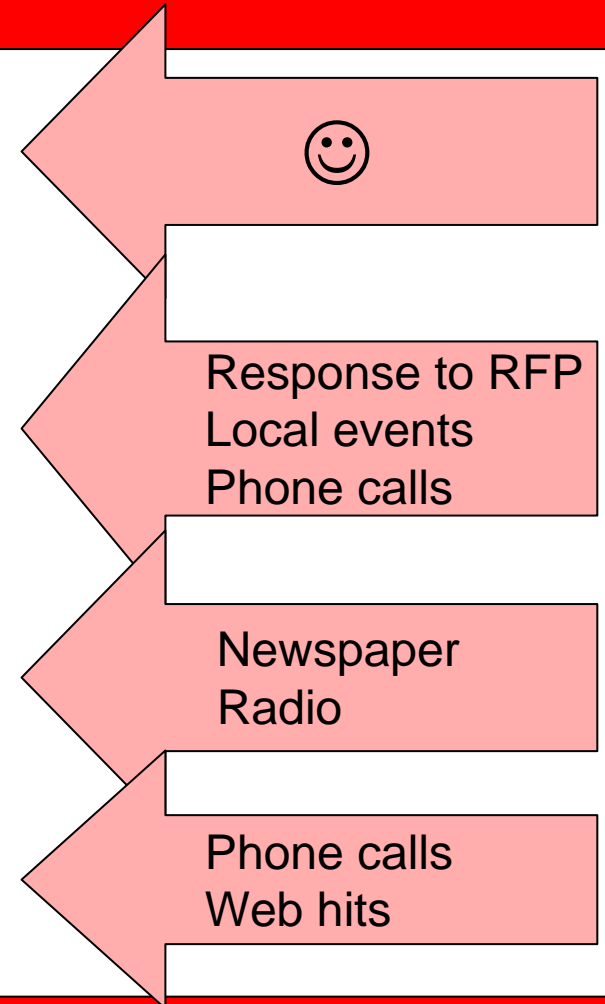 ☺
Response to RFP
Local events
Phone calls
Newspaper
Radio
Phone calls
Web hits